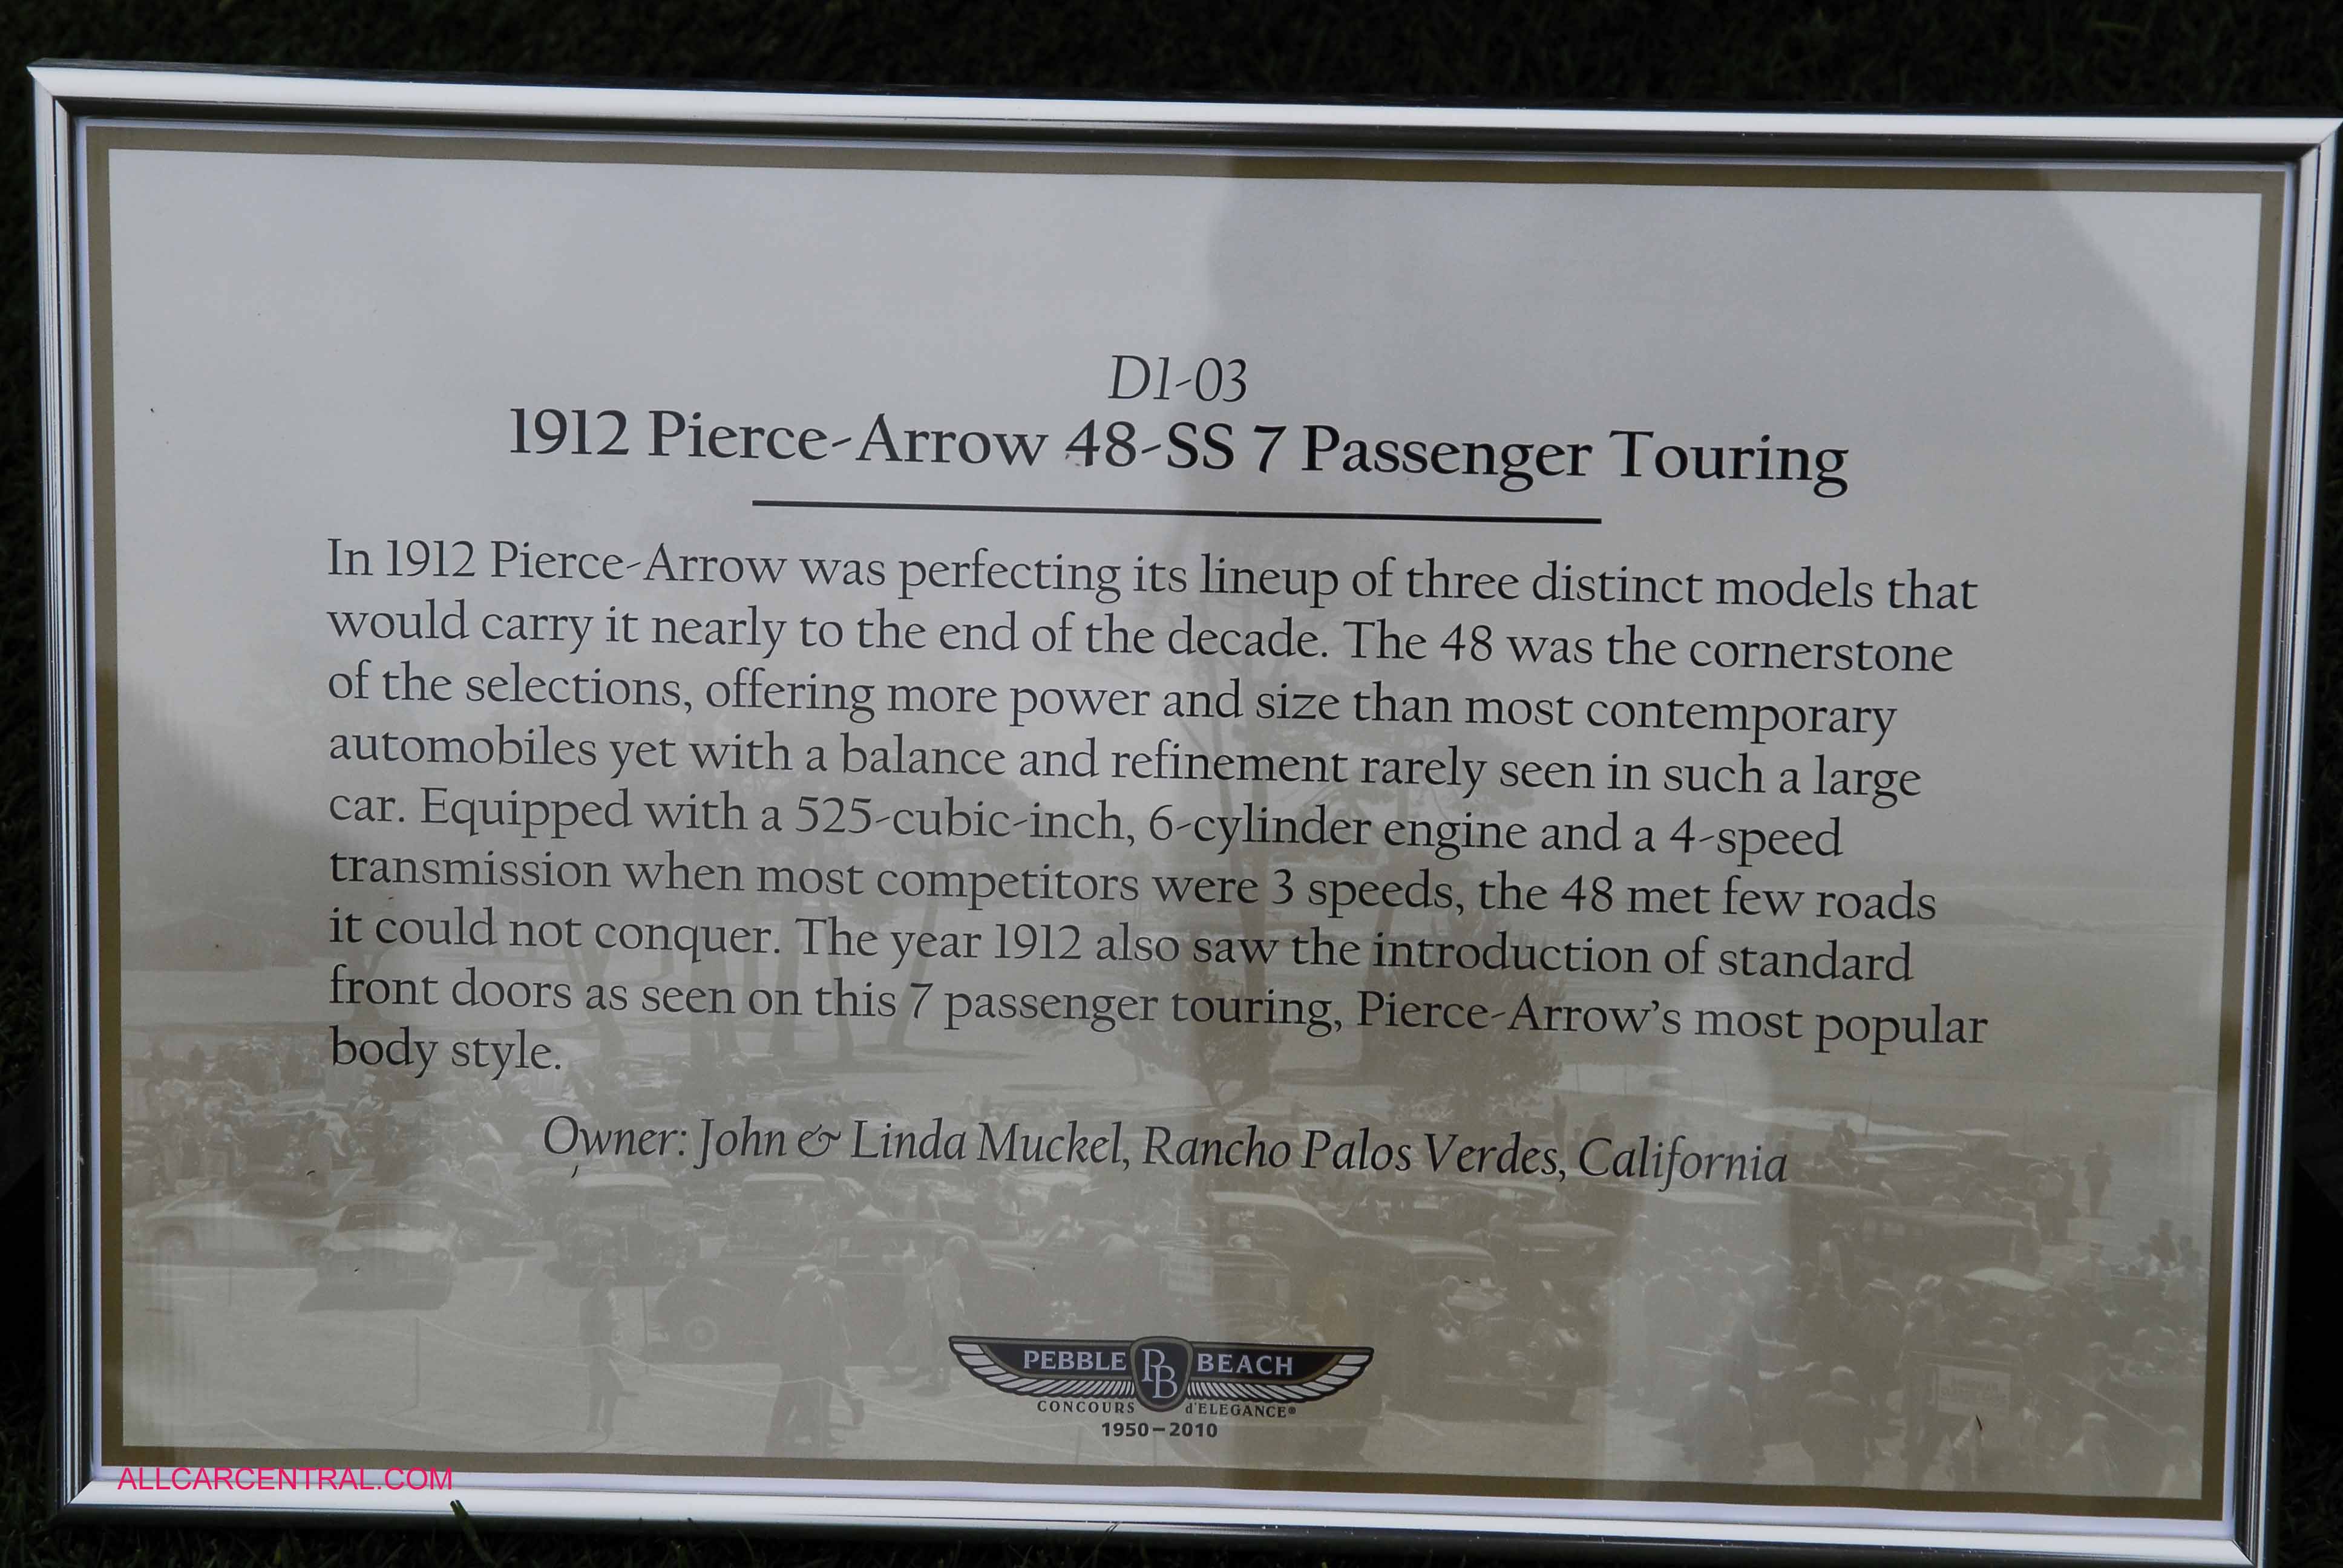 D1-03
1912 Pierce-Arrow 48-SS 7 Passenger Touring
In 1912 Pierce-Arrow was perfecting its lineup of three distinct models that
would carry it nearly to the end of the decade. The 48 was the cornerstone
of the selections, offering more power and size than most contemporary
automobiles yet with a balance and refinement rarely seen in such a large
car. Equipped with a 525-cubic-inch, 6-cylinder engine and a 4-speed
transmission when most competitors were 3 speeds, the 48 met few roads
it could not conquer. The year 1912 also saw the introduction of standard
front doors as seen on this 7 passenger touring, Pierce-Arrow's most popular
body style.
Owner: John & Linda Muckel, Rancho Palos Verdes, California
PEBBLE PB BEACH
CONCOURS d'ELEGANCE®
1950–2010
ALLCARCENTRAL.COM